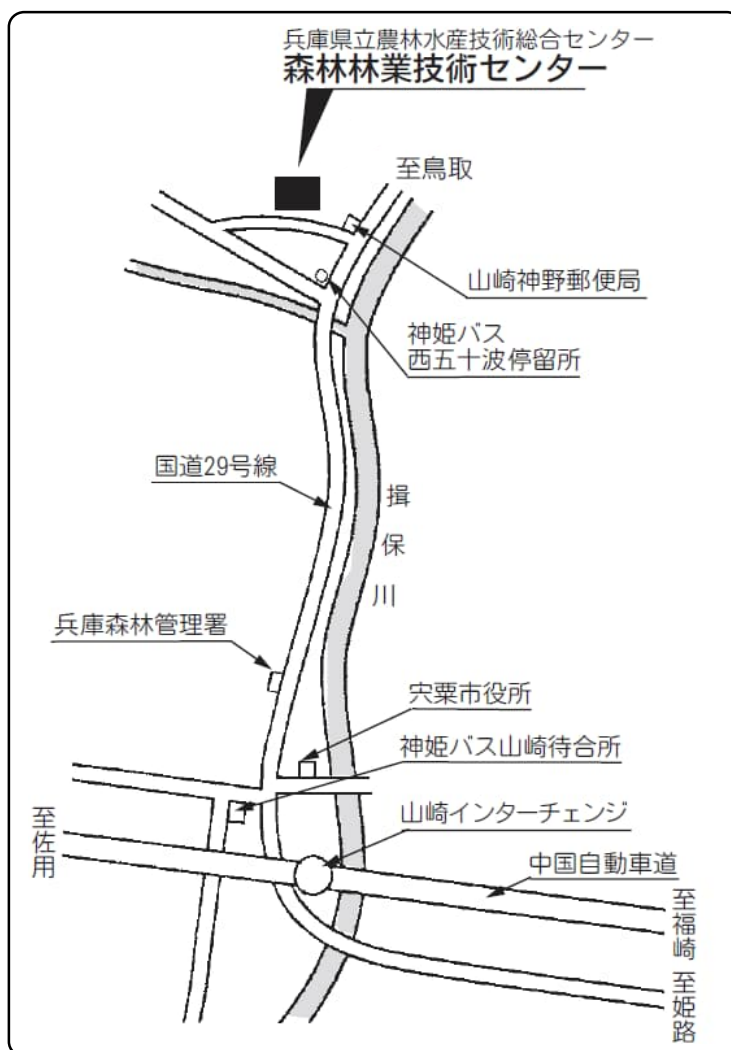 兵庫県立農林水産技術総合センター
森林林業技術センター
至鳥取
山崎神野郵便局
神姫バス
西五十波停留所
国道29号線
揖保川
兵庫森林管理署
宍粟市役所
神姫バス山崎待合所
山崎インターチェンジ
至佐用
中国自動車道
至福崎
至姫路